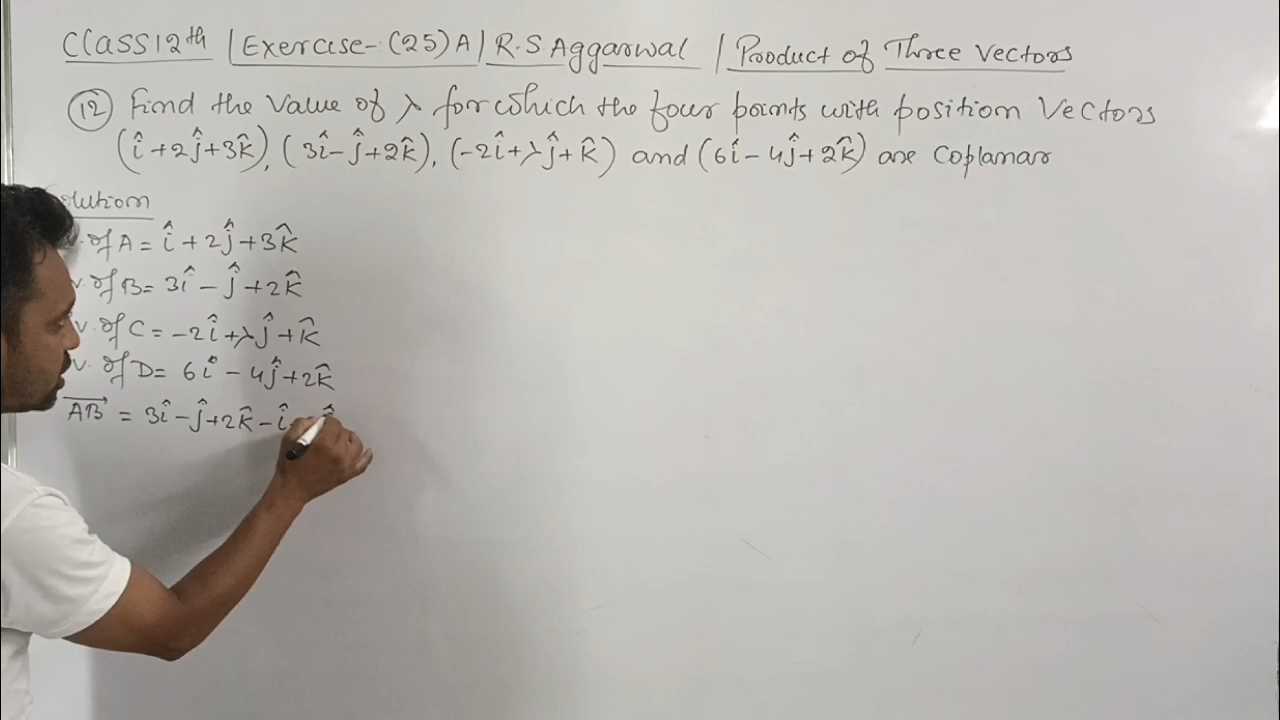 Class 12th / Exercise-(25)A / R.S Aggarwal / Product of Three Vectors
(12) Find the value of λ for which the four points with position Vectors
(î+2ĵ+3k̂), (3î-ĵ+2k̂), (-2î+λĵ+k̂) and (6î-4ĵ+2k̂) are Coplanar
olution
v. of A = î+2ĵ+3k̂
v. of B = 3î-ĵ+2k̂
v. of C = -2î+λĵ+k̂
v. of D = 6î-4ĵ+2k̂
AB⃗ = 3î-ĵ+2k̂-î-